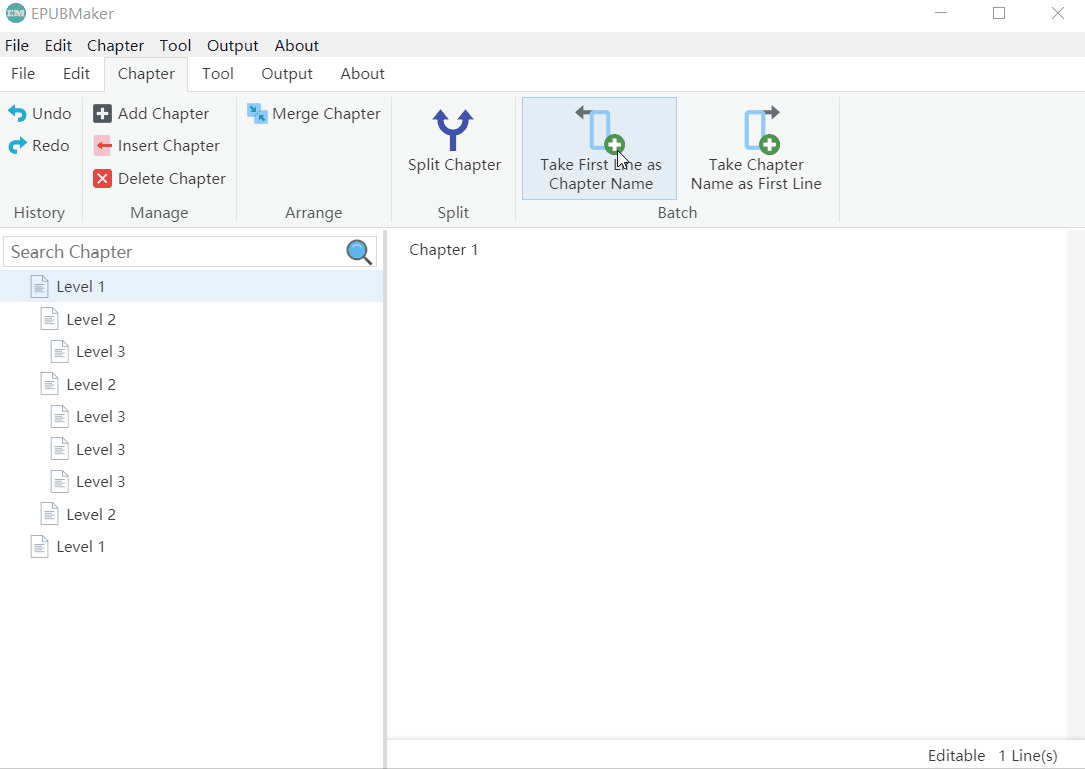 EPUBMaker
File Edit Chapter Tool Output About
File Edit Chapter Tool Output About
Undo
Redo
History
Add Chapter
Insert Chapter
Delete Chapter
Manage
Merge Chapter
Arrange
Split Chapter
Split
Take First Line as
Chapter Name
Take Chapter
Name as First Line
Batch
Search Chapter
Level 1
Level 2
Level 3
Level 2
Level 3
Level 3
Level 3
Level 2
Level 1
Chapter 1
Editable 1 Line(s)